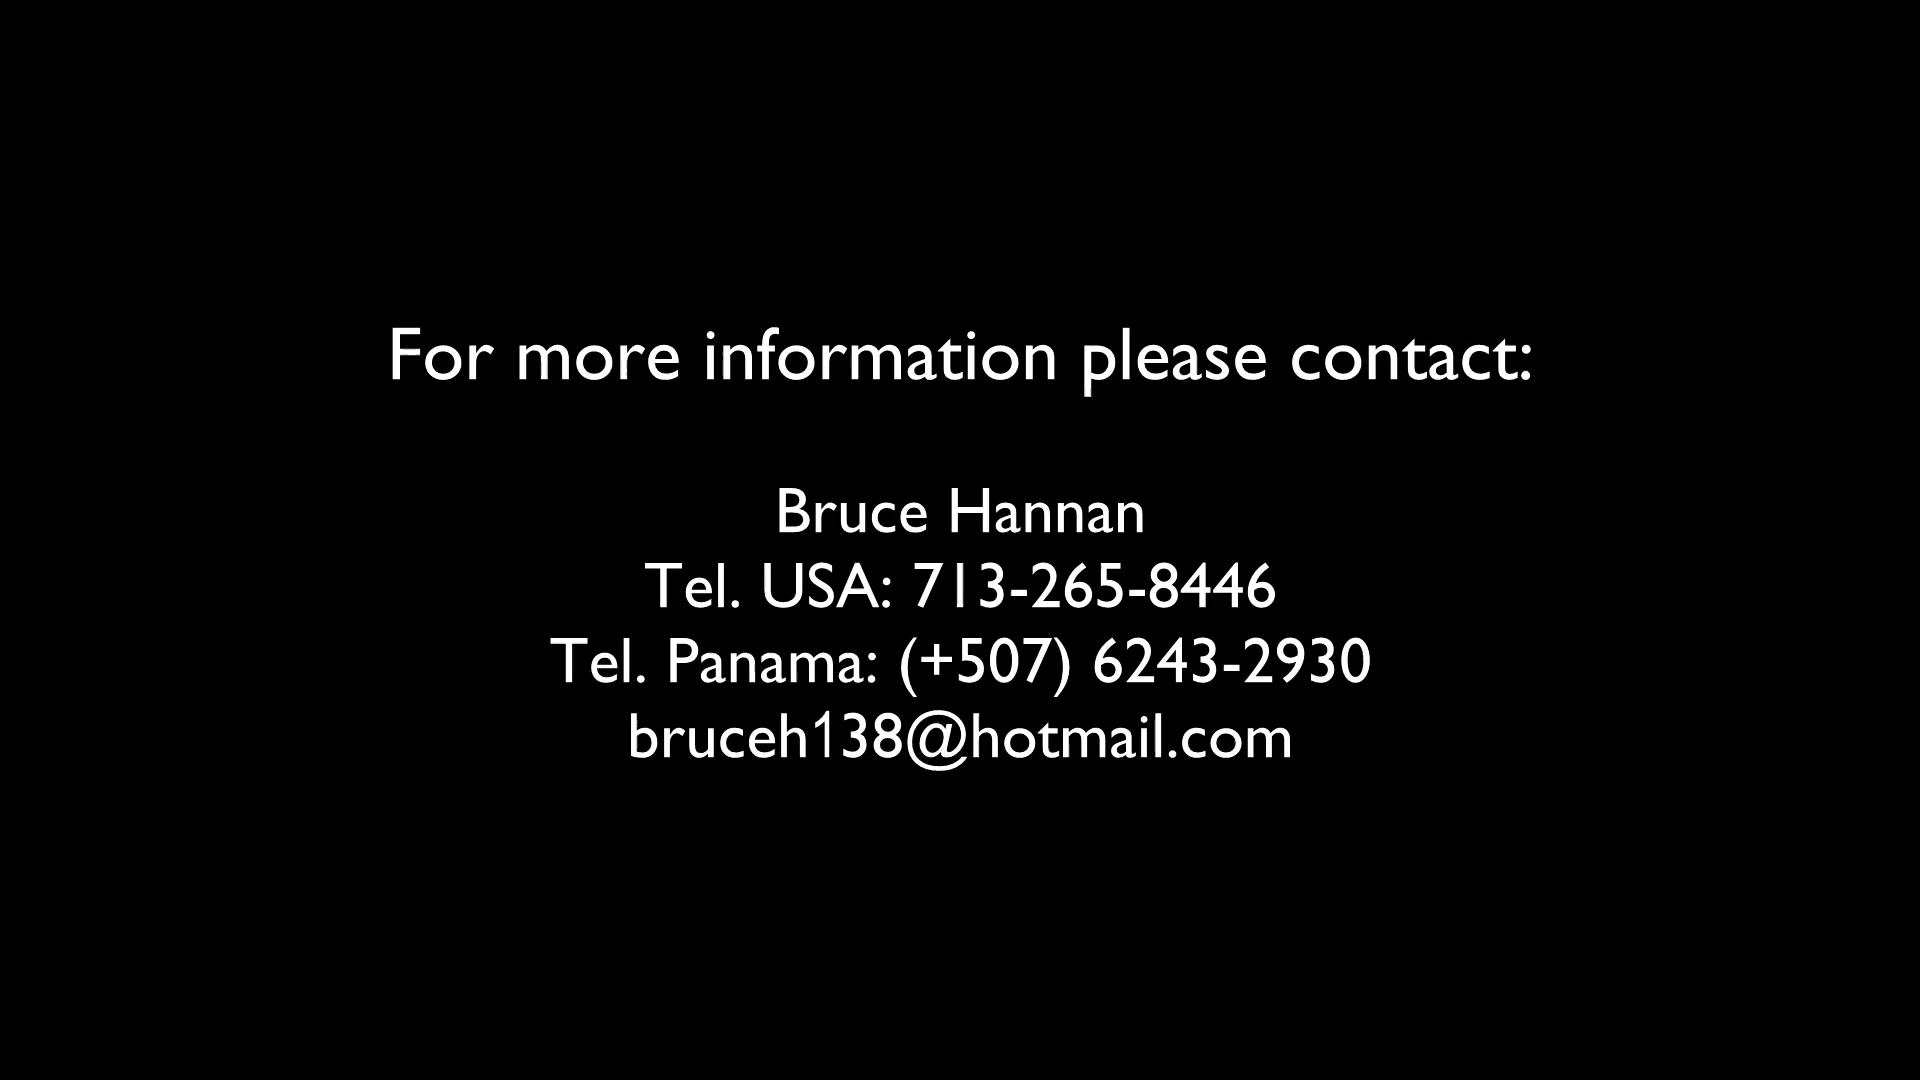 For more information please contact:
Bruce Hannan
Tel. USA: 713-265-8446
Tel. Panama: (+507) 6243-2930
bruceh138@hotmail.com